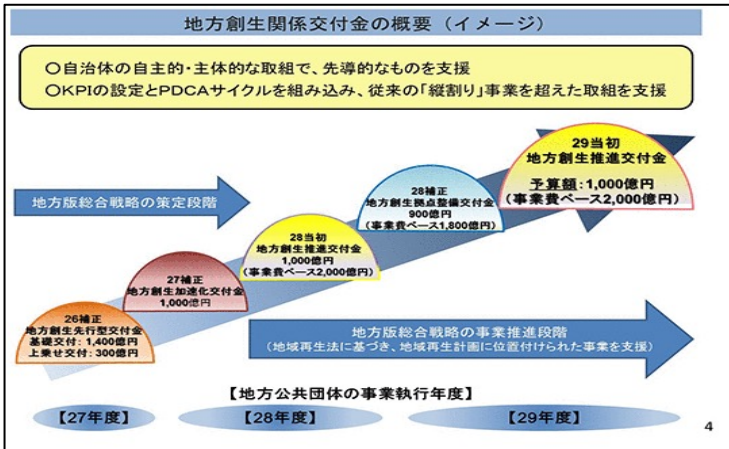 地方創生関係交付金の概要（イメージ）
○自治体の自主的・主体的な取組で、先導的なものを支援
○KPIの設定とPDCAサイクルを組み込み、従来の「縦割り」事業を超えた取組を支援
29当初
地方創生推進交付金
予算額：1,000億円
（事業費ベース2,000億円）
28補正
地方創生拠点整備交付金
900億円
（事業費ベース1,800億円）
地方版総合戦略の策定段階
28当初
地方創生推進交付金
1,000億円
（事業費ベース2,000億円）
27補正
地方創生加速化交付金
1,000億円
26補正
地方創生先行型交付金
基礎交付：1,400億円
上乗せ交付：300億円
地方版総合戦略の事業推進段階
（地域再生法に基づき、地域再生計画に位置付けられた事業を支援）
【地方公共団体の事業執行年度】
【27年度】
【28年度】
【29年度】
4